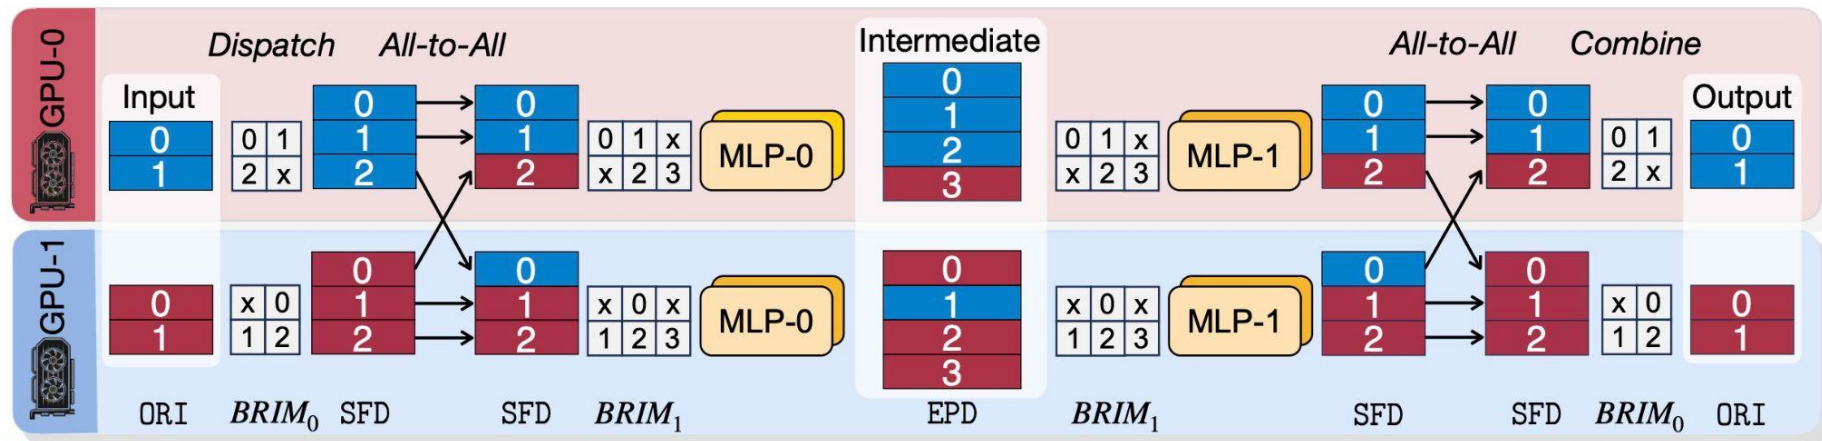 GPU-0
Dispatch All-to-All Intermediate All-to-All Combine
Input Output
0
1
0 1
2 x
0
1
2
0
1
2
0 1 x
x 2 3
MLP-0
0
1
2
3
0 1 x
x 2 3
MLP-1
0
1
2
0
1
2
0 1
2 x
0
1
GPU-1
0
1
x 0
1 2
0
1
2
0
1
2
x 0 x
1 2 3
MLP-0
0
1
2
3
x 0 x
1 2 3
MLP-1
0
1
2
0
1
2
x 0
1 2
0
1
ORI BRIM₀ SFD SFD BRIM₁ EPD BRIM₁ SFD SFD BRIM₀ ORI